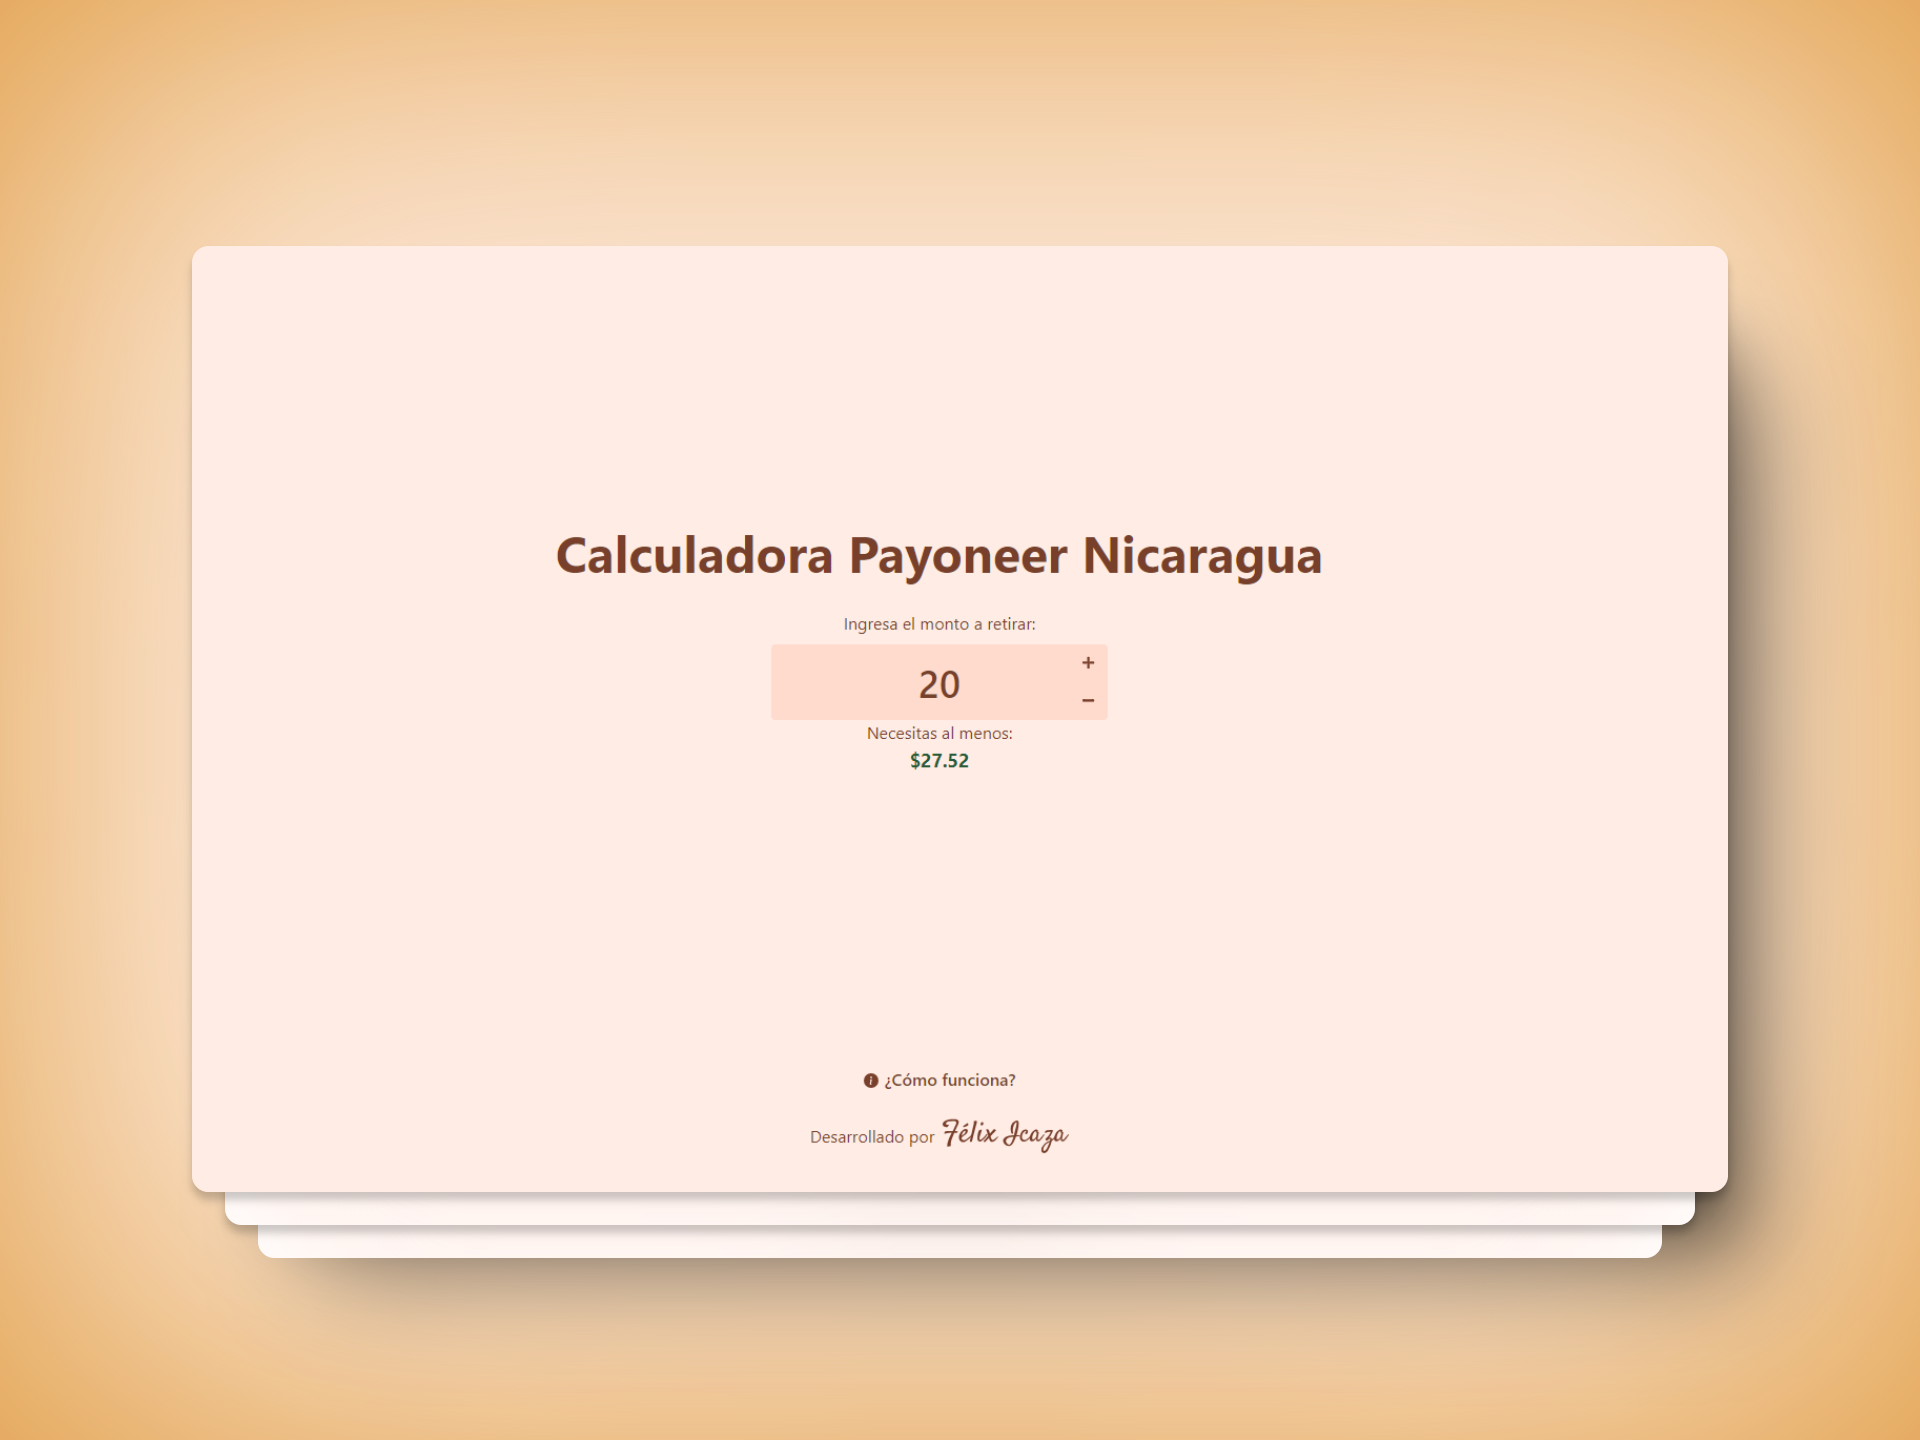 Calculadora Payoneer Nicaragua
Ingresa el monto a retirar:
20
+
−
Necesitas al menos:
$27.52
¿Cómo funciona?
Desarrollado por Félix Icaza